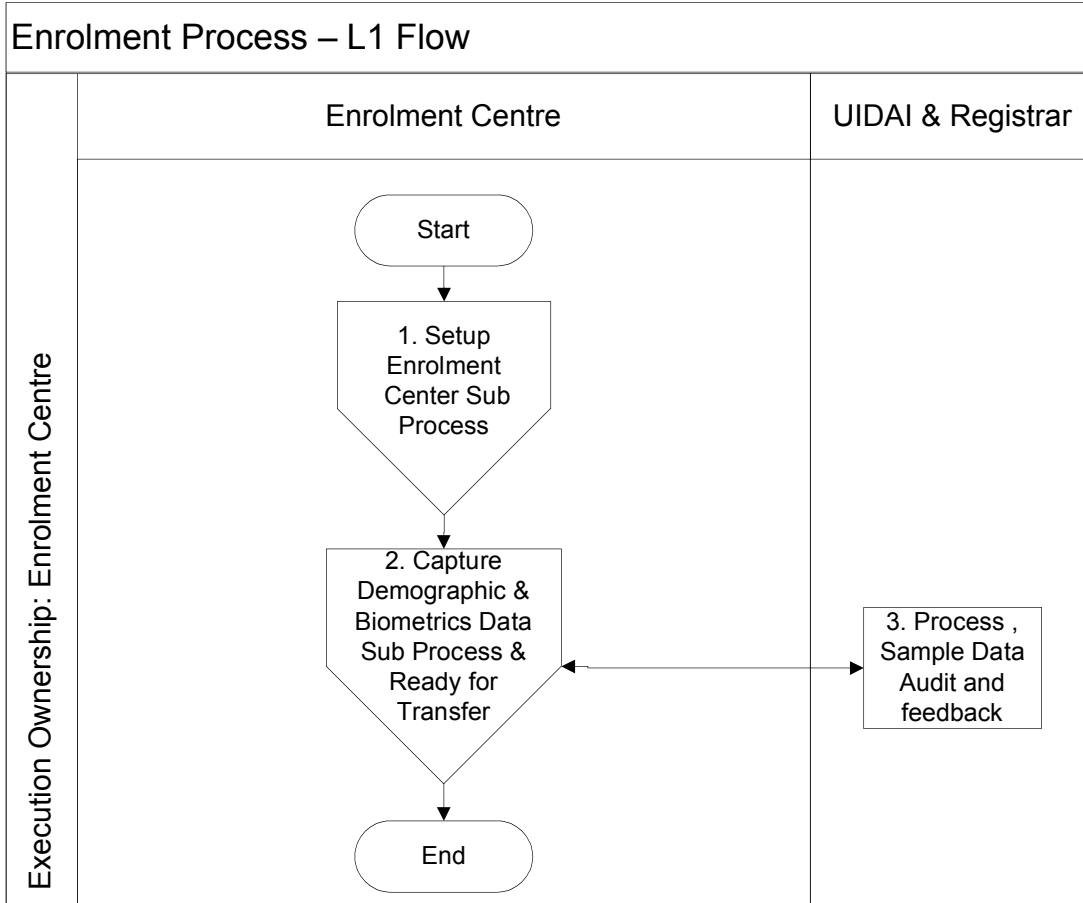 Enrolment Process – L1 Flow
Enrolment Centre
UIDAI & Registrar
Execution Ownership: Enrolment Centre
Start
1. Setup
Enrolment
Center Sub
Process
2. Capture
Demographic &
Biometrics Data
Sub Process &
Ready for
Transfer
3. Process ,
Sample Data
Audit and
feedback
End